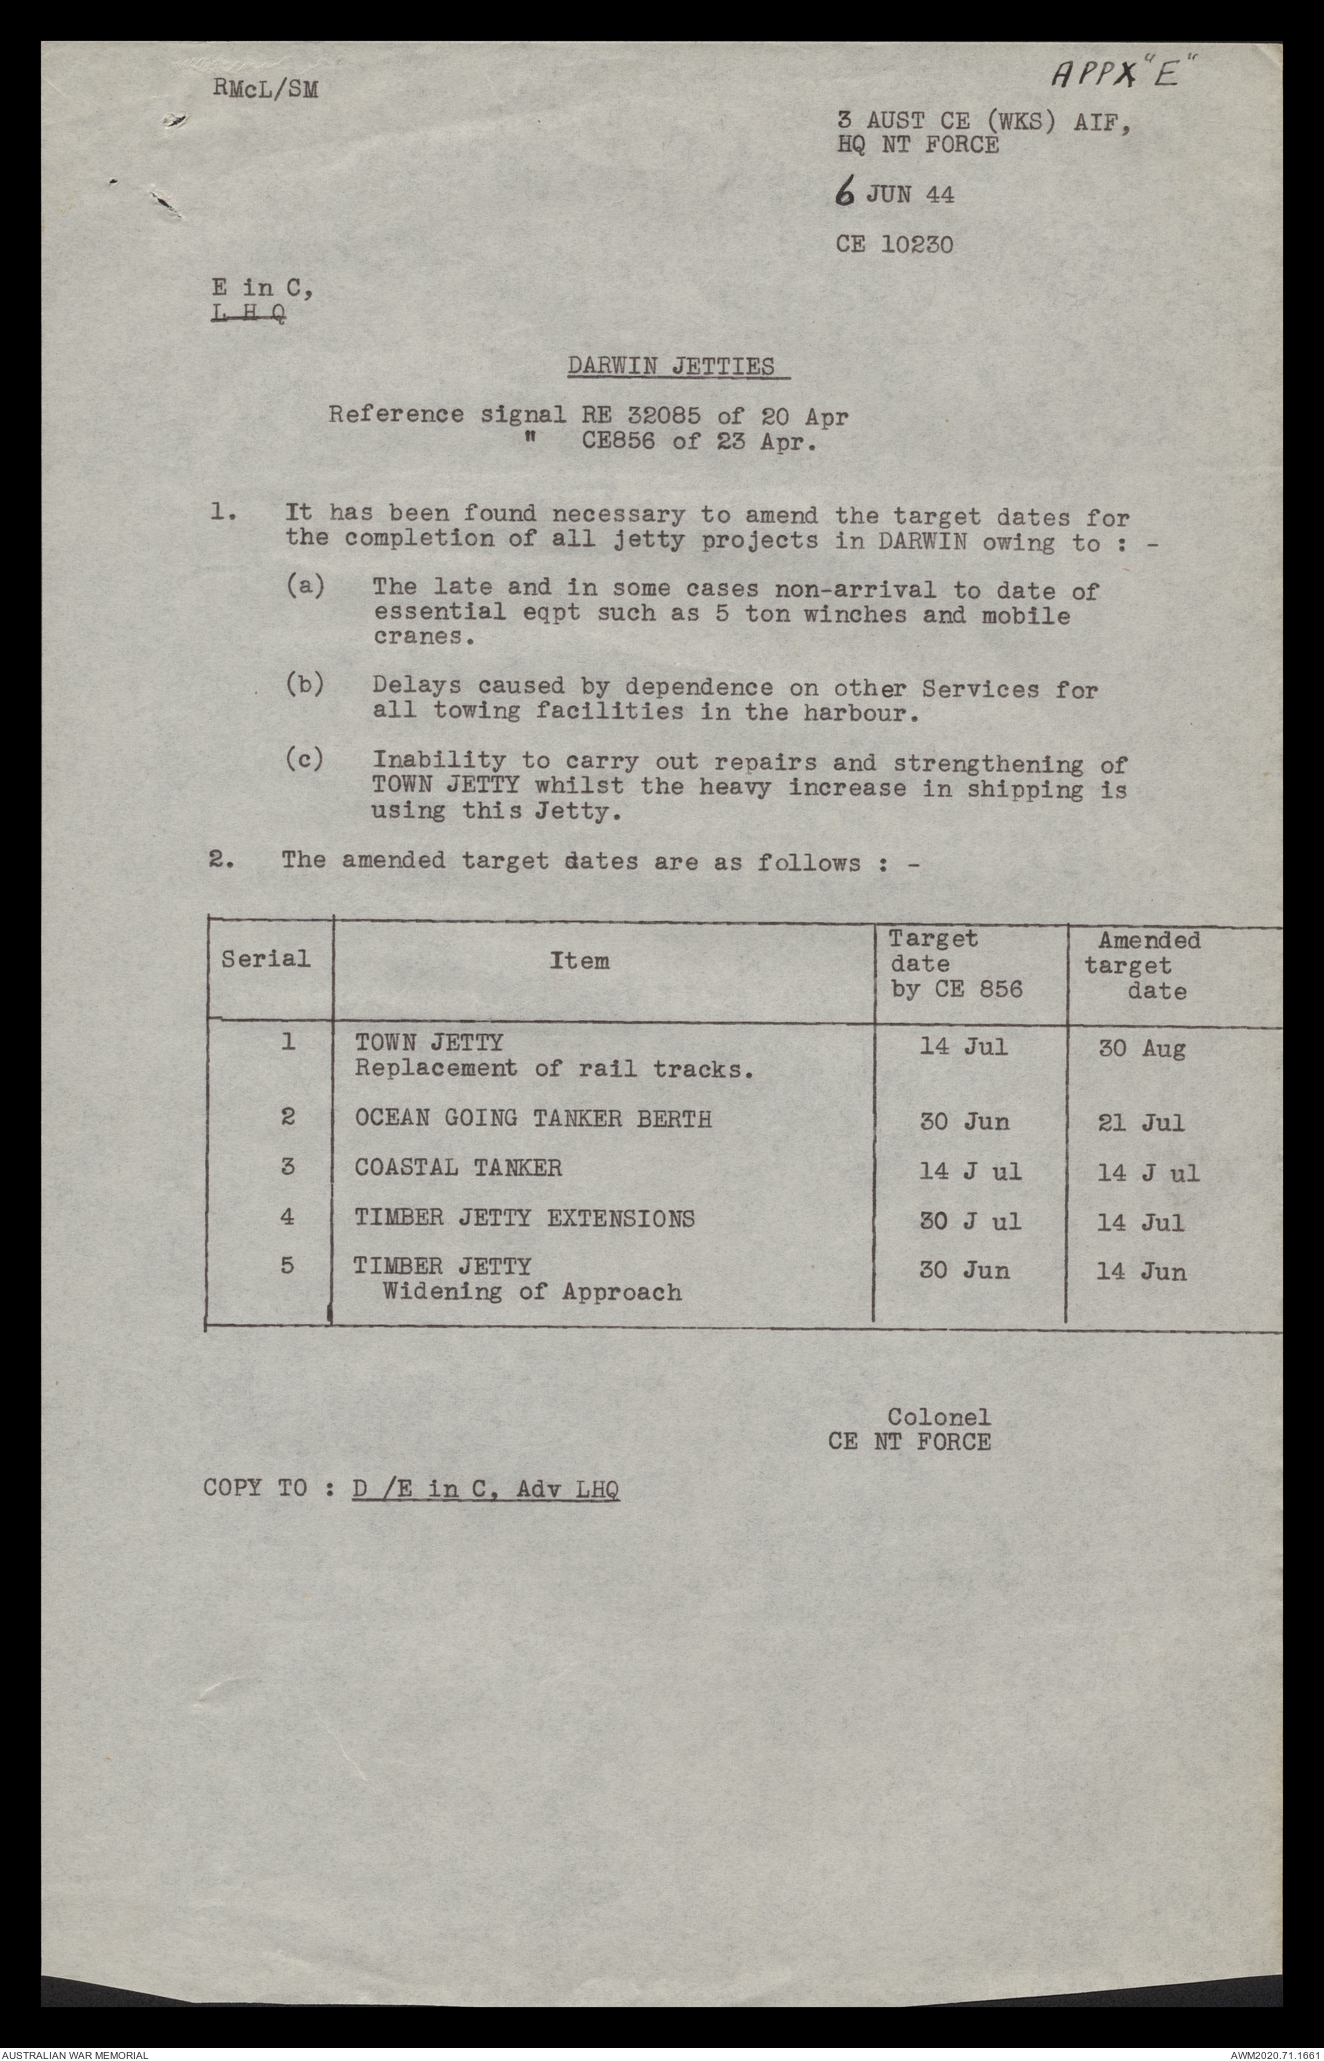 RMcL/SM
APPX "E"
3 AUST CE (WKS) AIF,
HQ NT FORCE
6 JUN 44
CE 10230
E in C,
L H Q
DARWIN JETTIES
Reference signal RE 32085 of 20 Apr
" CE856 of 23 Apr.
1. It has been found necessary to amend the target dates for
the completion of all jetty projects in DARWIN owing to : -
(a) The late and in some cases non-arrival to date of
essential eqpt such as 5 ton winches and mobile
cranes.
(b) Delays caused by dependence on other Services for
all towing facilities in the harbour.
(c) Inability to carry out repairs and strengthening of
TOWN JETTY whilst the heavy increase in shipping is
using this Jetty.
2. The amended target dates are as follows : -
Serial Item Target date by CE 856 Amended target date
1 TOWN JETTY 14 Jul 30 Aug
Replacement of rail tracks.
2 OCEAN GOING TANKER BERTH 30 Jun 21 Jul
3 COASTAL TANKER 14 J ul 14 J ul
4 TIMBER JETTY EXTENSIONS 30 J ul 14 Jul
5 TIMBER JETTY 30 Jun 14 Jun
Widening of Approach
Colonel
CE NT FORCE
COPY TO : D /E in C, Adv LHQ
AUSTRALIAN WAR MEMORIAL
AWM2020.71.1661